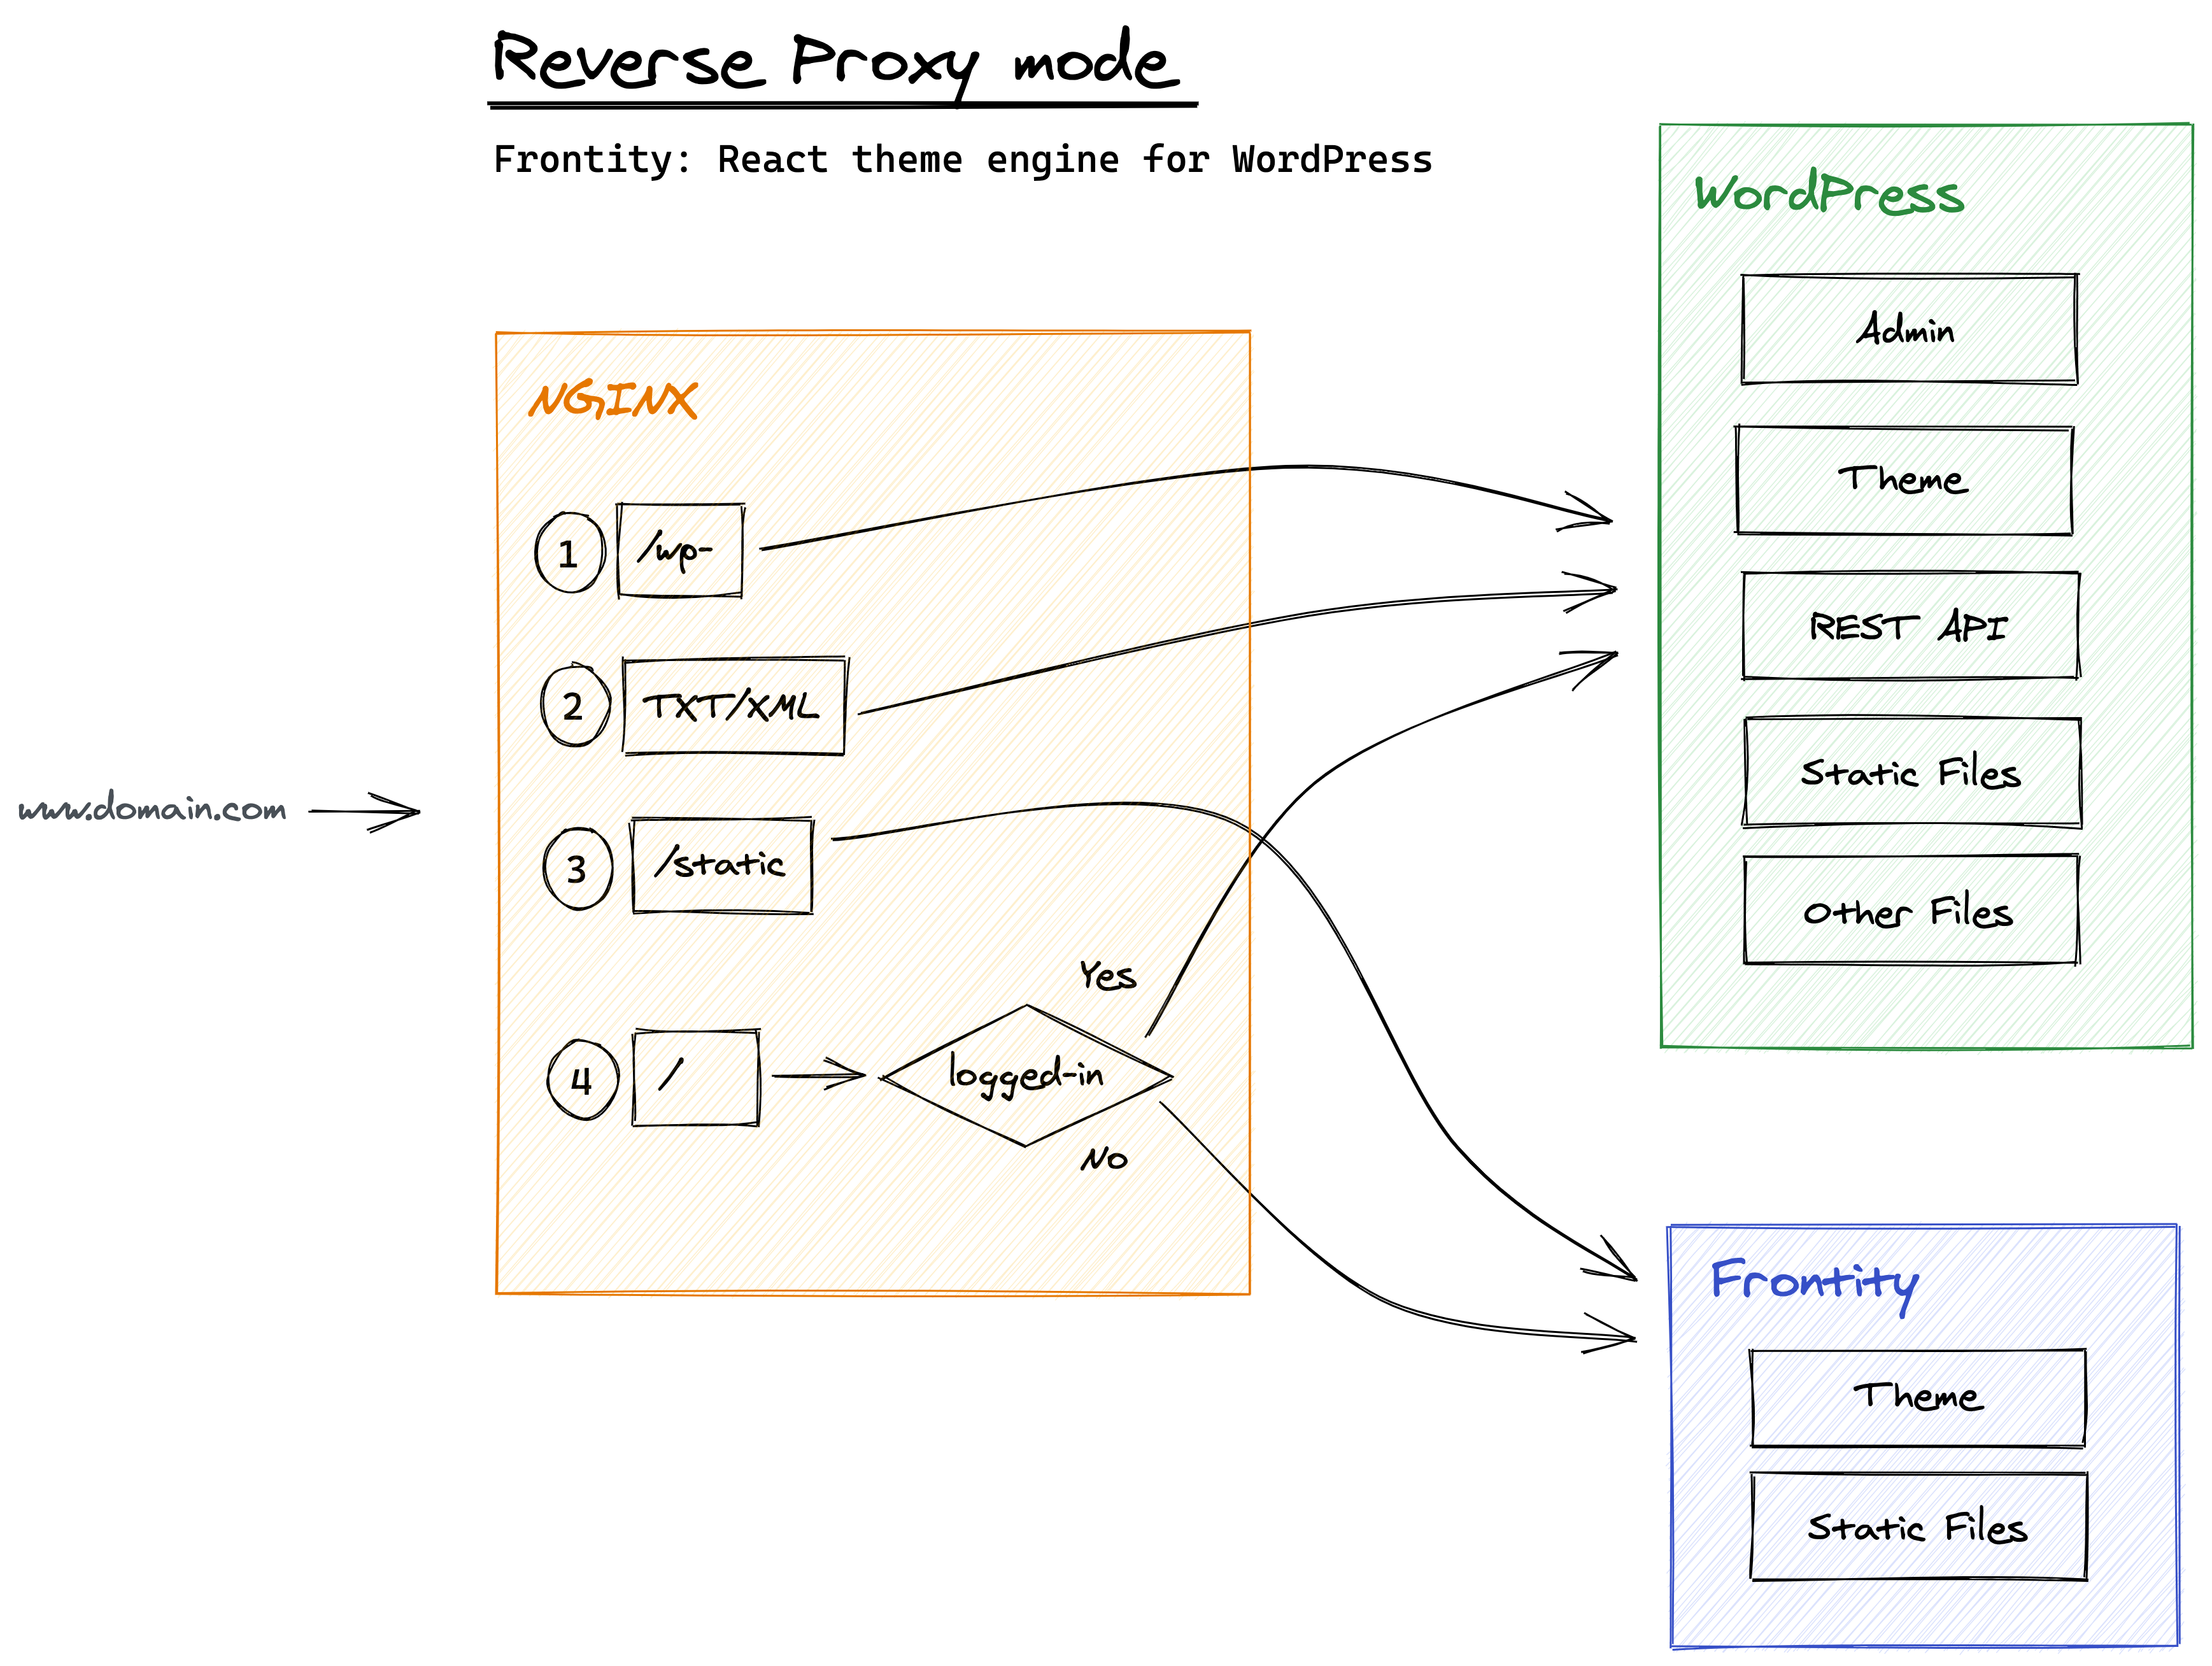 Reverse Proxy mode
Frontity: React theme engine for WordPress
www.domain.com
NGINX
1
/wp-
2
TXT/XML
3
/static
4
/
logged-in
Yes
No
WordPress
Admin
Theme
REST API
Static Files
Other Files
Frontity
Theme
Static Files